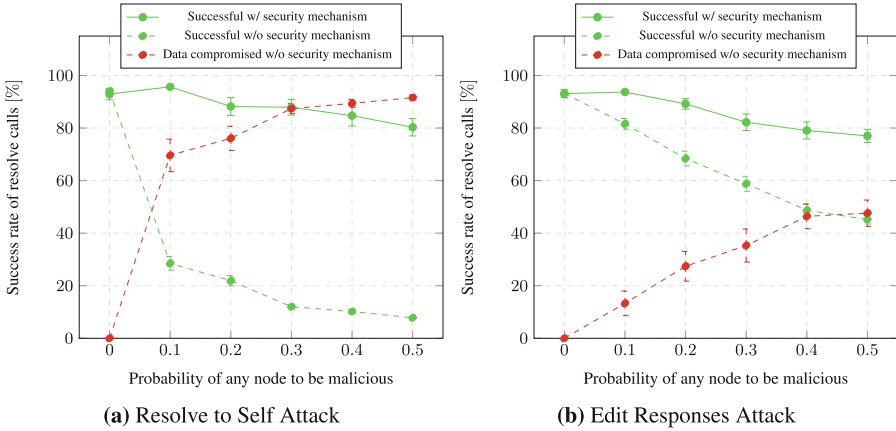 Successful w/ security mechanism
Successful w/o security mechanism
Data compromised w/o security mechanism
Success rate of resolve calls [%]
100
80
60
40
20
0
0 0.1 0.2 0.3 0.4 0.5
Probability of any node to be malicious
(a) Resolve to Self Attack
Successful w/ security mechanism
Successful w/o security mechanism
Data compromised w/o security mechanism
Success rate of resolve calls [%]
100
80
60
40
20
0
0 0.1 0.2 0.3 0.4 0.5
Probability of any node to be malicious
(b) Edit Responses Attack